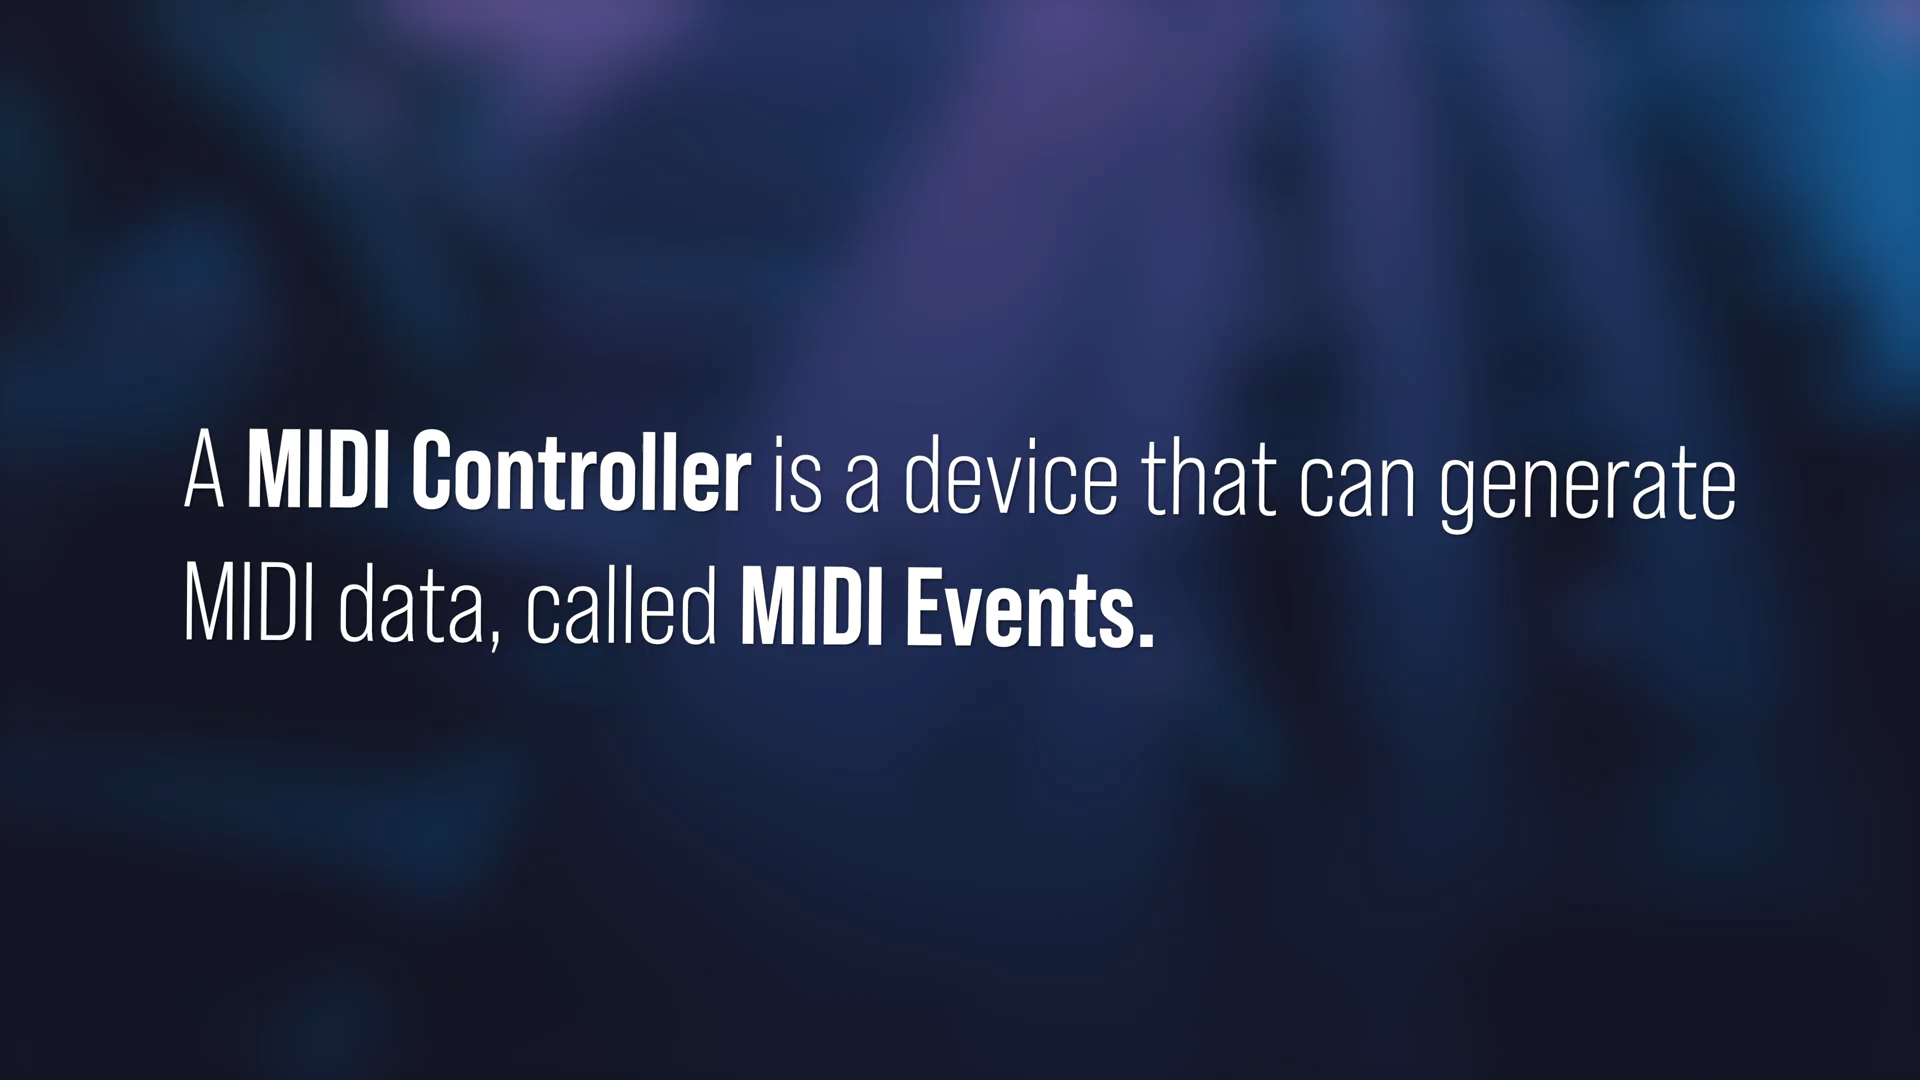 A MIDI Controller is a device that can generate
MIDI data, called MIDI Events.